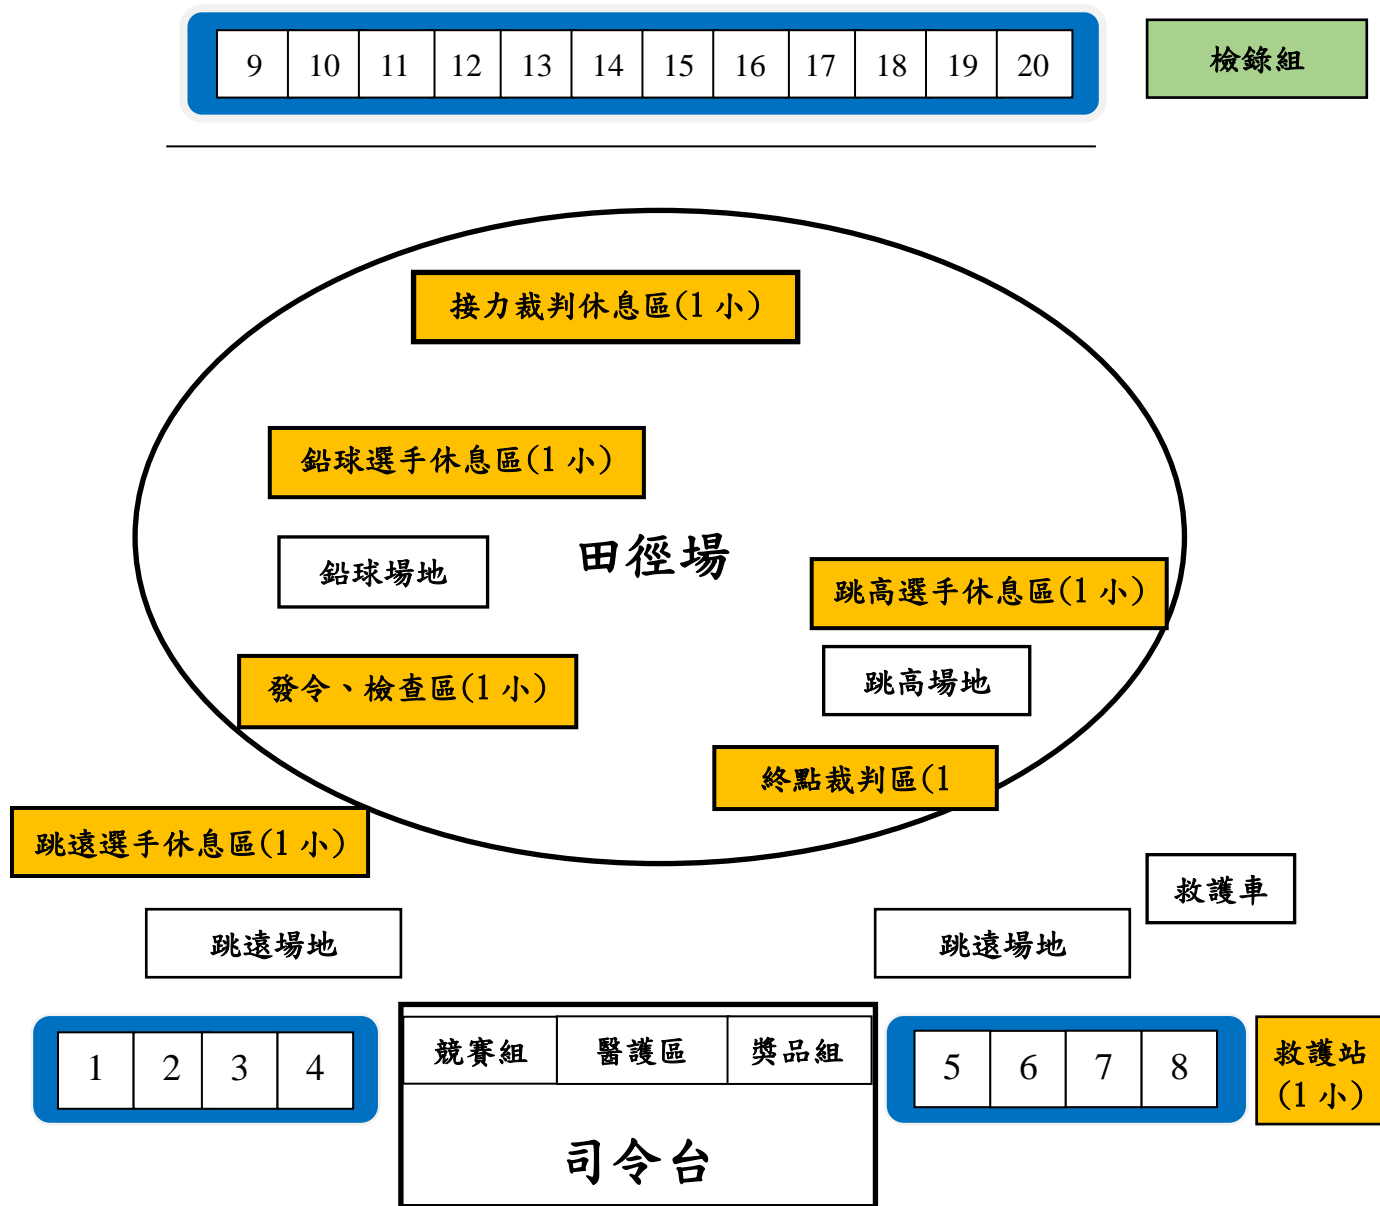 9 10 11 12 13 14 15 16 17 18 19 20
檢錄組
接力裁判休息區(1 小)
鉛球選手休息區(1 小)
田徑場
鉛球場地
跳高選手休息區(1 小)
發令、檢查區(1 小)
跳高場地
終點裁判區(1
跳遠選手休息區(1 小)
救護車
跳遠場地
跳遠場地
競賽組 醫護區 獎品組
1 2 3 4
5 6 7 8
救護站
(1 小)
司令台